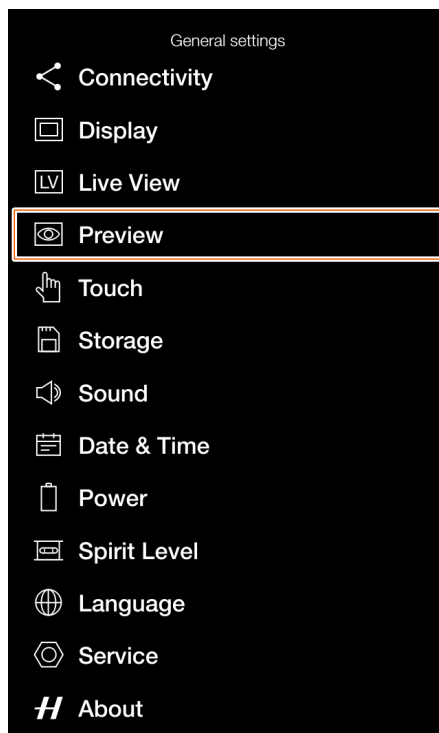 General settings
Connectivity
Display
LV Live View
Preview
Touch
Storage
Sound
Date & Time
Power
Spirit Level
Language
Service
H About